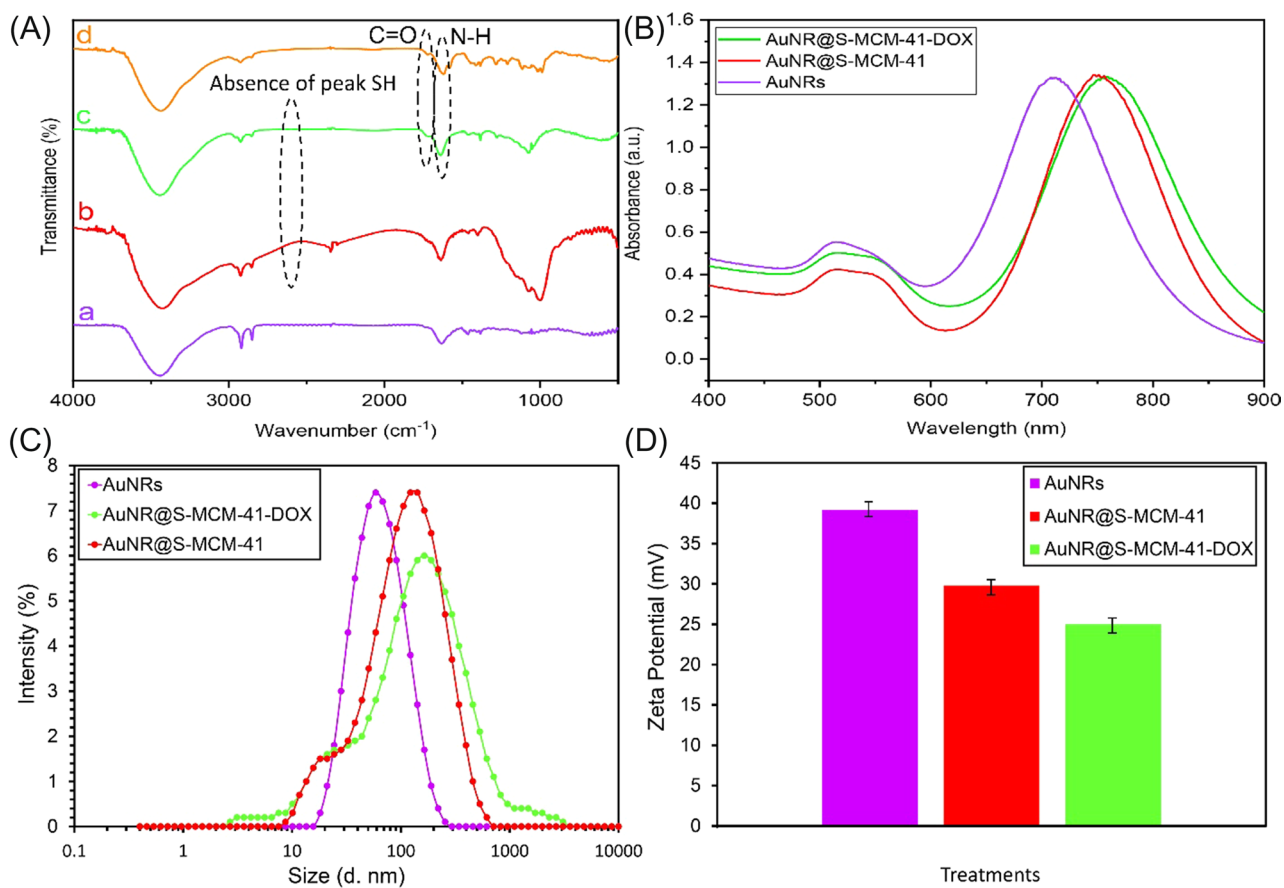 (A)
d
C=O
N-H
Absence of peak SH
c
b
a
Transmittance (%)
4000 3000 2000 1000
Wavenumber (cm⁻¹)
(B)
AuNR@S-MCM-41-DOX
AuNR@S-MCM-41
AuNRs
1.6
1.4
1.2
1.0
0.8
0.6
0.4
0.2
0.0
Absorbance (a.u.)
400 500 600 700 800 900
Wavelength (nm)
(C)
AuNRs
AuNR@S-MCM-41-DOX
AuNR@S-MCM-41
8
7
6
5
4
3
2
1
0
Intensity (%)
0.1 1 10 100 1000 10000
Size (d. nm)
(D)
AuNRs
AuNR@S-MCM-41
AuNR@S-MCM-41-DOX
45
40
35
30
25
20
15
10
5
0
Zeta Potential (mV)
Treatments